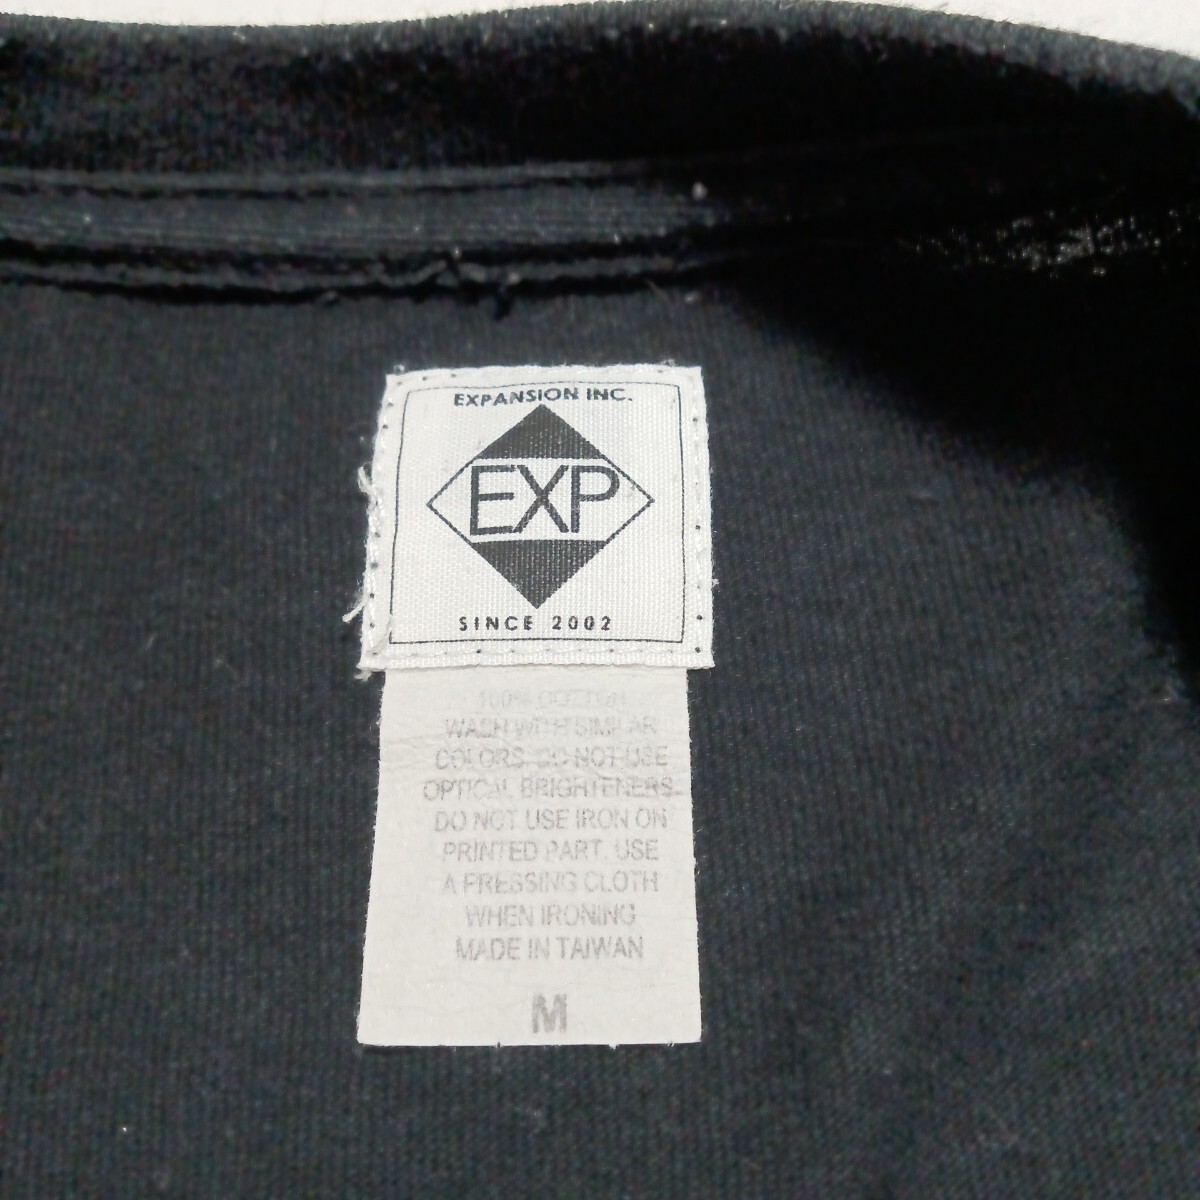 EXPANSION INC.
EXP
SINCE 2002
100% COTTON
WASH WITH SIMILAR
COLORS. DO NOT USE
OPTICAL BRIGHTENERS.
DO NOT USE IRON ON
PRINTED PART. USE
A PRESSING CLOTH
WHEN IRONING
MADE IN TAIWAN
M